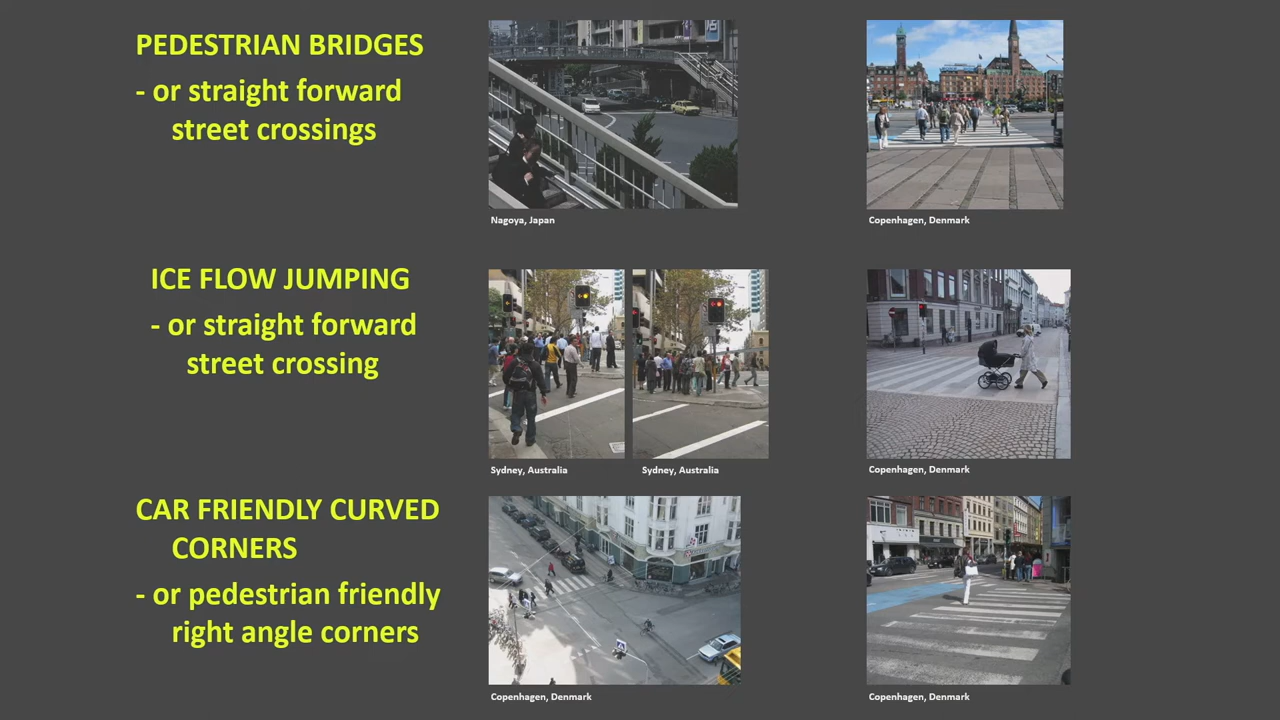 PEDESTRIAN BRIDGES
- or straight forward
street crossings
Nagoya, Japan
Copenhagen, Denmark
ICE FLOW JUMPING
- or straight forward
street crossing
Sydney, Australia
Sydney, Australia
Copenhagen, Denmark
CAR FRIENDLY CURVED
CORNERS
- or pedestrian friendly
right angle corners
Copenhagen, Denmark
Copenhagen, Denmark